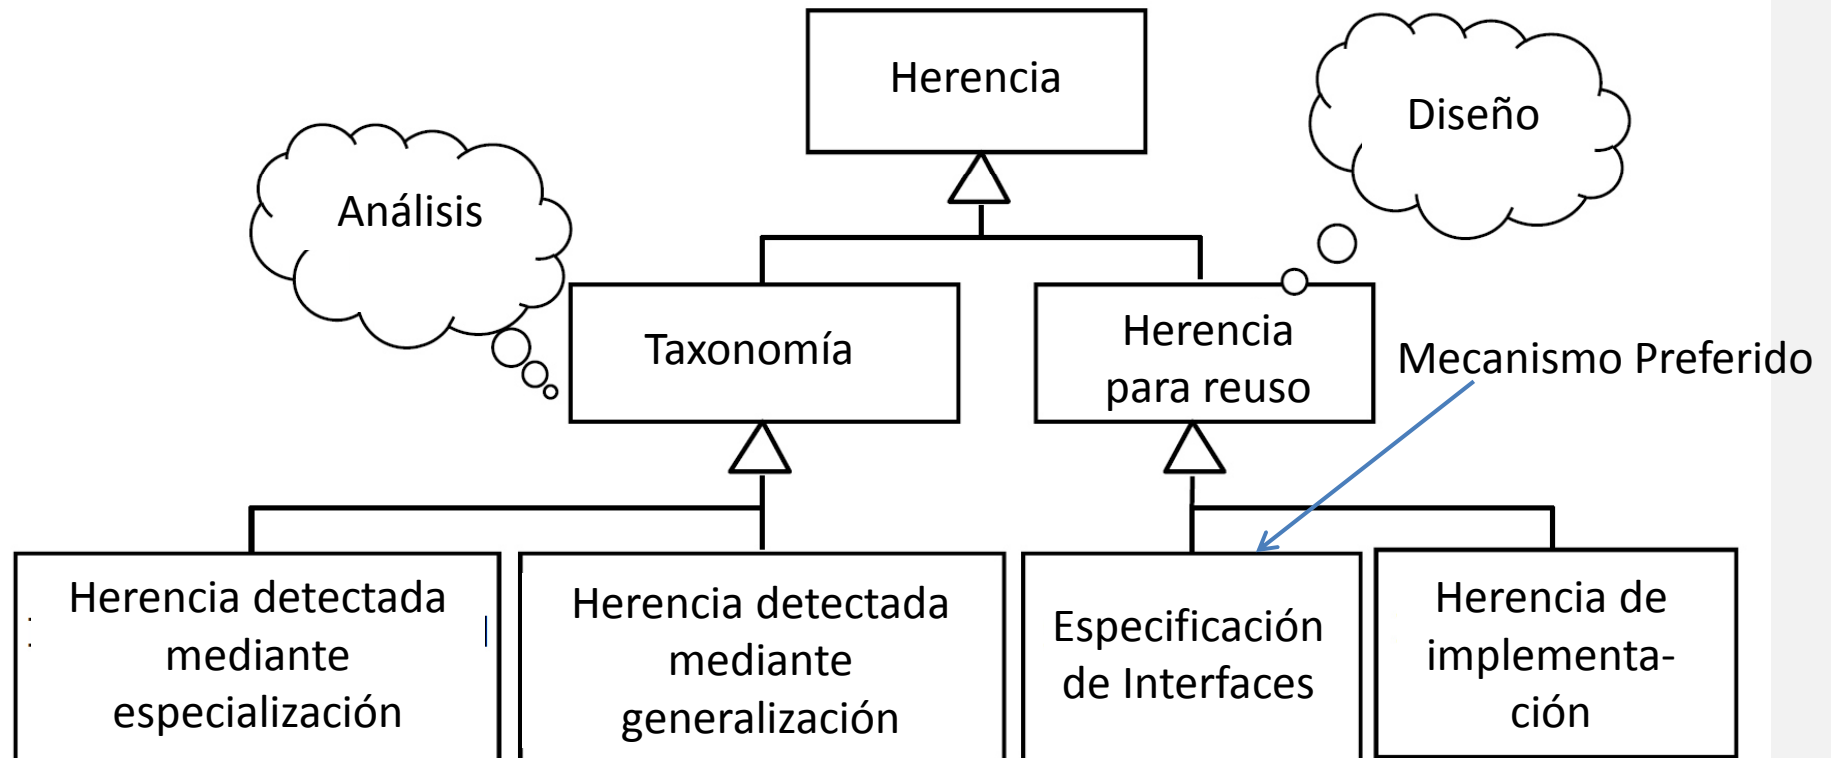 Herencia
Diseño
Análisis
Taxonomía
Herencia
para reuso
Mecanismo Preferido
Herencia detectada
mediante
especialización
Herencia detectada
mediante
generalización
Especificación
de Interfaces
Herencia de
implementa-
ción